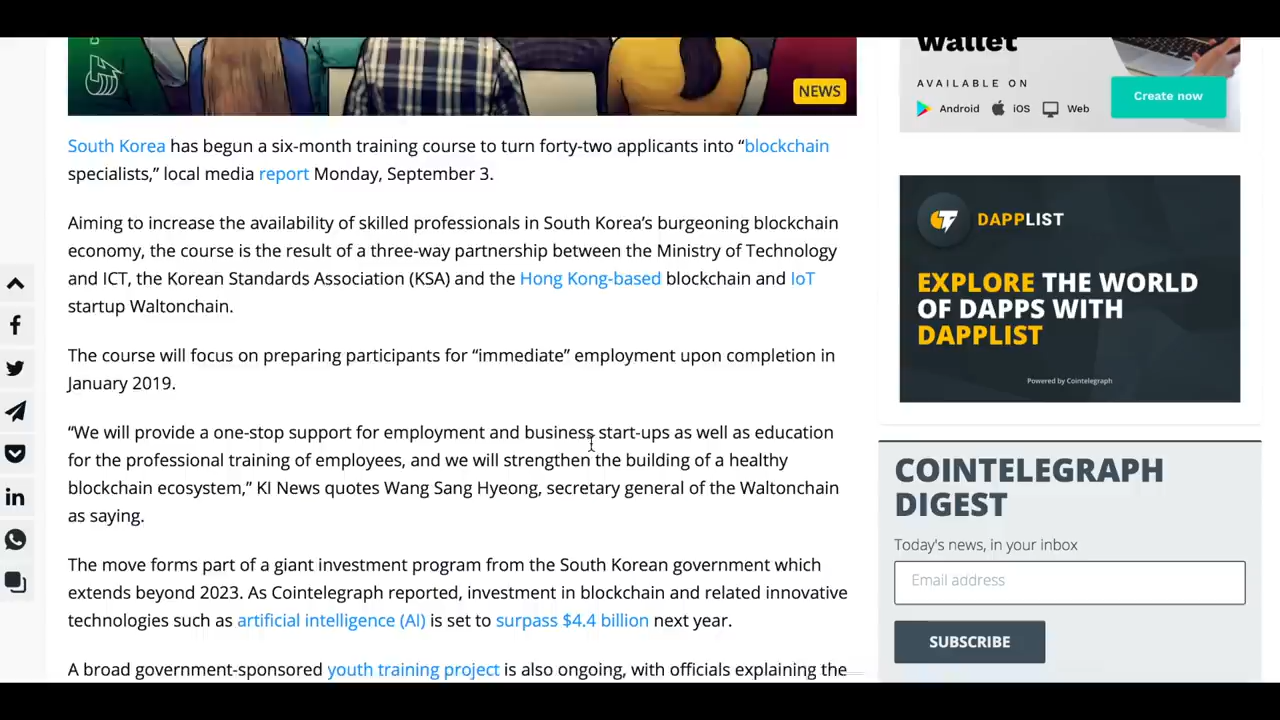 NEWS
South Korea has begun a six-month training course to turn forty-two applicants into “blockchain
specialists,” local media report Monday, September 3.
Aiming to increase the availability of skilled professionals in South Korea’s burgeoning blockchain
economy, the course is the result of a three-way partnership between the Ministry of Technology
and ICT, the Korean Standards Association (KSA) and the Hong Kong-based blockchain and IoT
startup Waltonchain.
The course will focus on preparing participants for “immediate” employment upon completion in
January 2019.
“We will provide a one-stop support for employment and business start-ups as well as education
for the professional training of employees, and we will strengthen the building of a healthy
blockchain ecosystem,” KI News quotes Wang Sang Hyeong, secretary general of the Waltonchain
as saying.
The move forms part of a giant investment program from the South Korean government which
extends beyond 2023. As Cointelegraph reported, investment in blockchain and related innovative
technologies such as artificial intelligence (AI) is set to surpass $4.4 billion next year.
A broad government-sponsored youth training project is also ongoing, with officials explaining the
Wallet
AVAILABLE ON
Android iOS Web
Create now
DAPPLIST
EXPLORE THE WORLD
OF DAPPS WITH
DAPPLIST
Powered by Cointelegraph
COINTELEGRAPH
DIGEST
Today's news, in your inbox
Email address
SUBSCRIBE